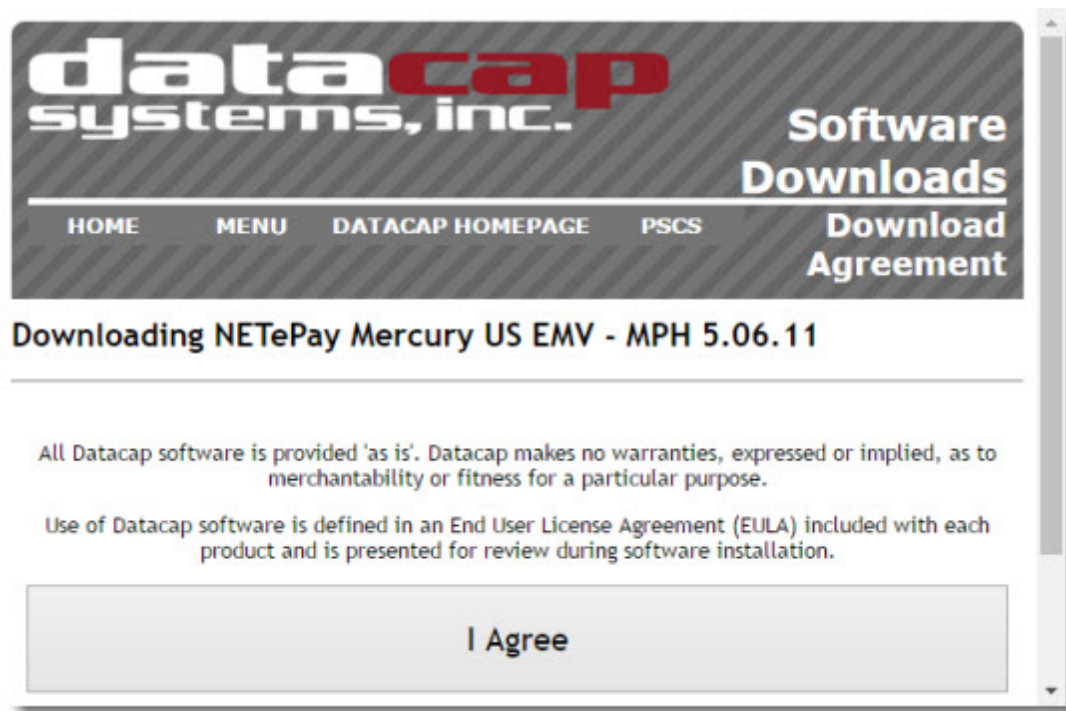 datacap
systems, inc.
Software
Downloads
HOME MENU DATACAP HOMEPAGE PSCS
Download
Agreement
Downloading NETePay Mercury US EMV - MPH 5.06.11
All Datacap software is provided 'as is'. Datacap makes no warranties, expressed or implied, as to
merchantability or fitness for a particular purpose.
Use of Datacap software is defined in an End User License Agreement (EULA) included with each
product and is presented for review during software installation.
I Agree